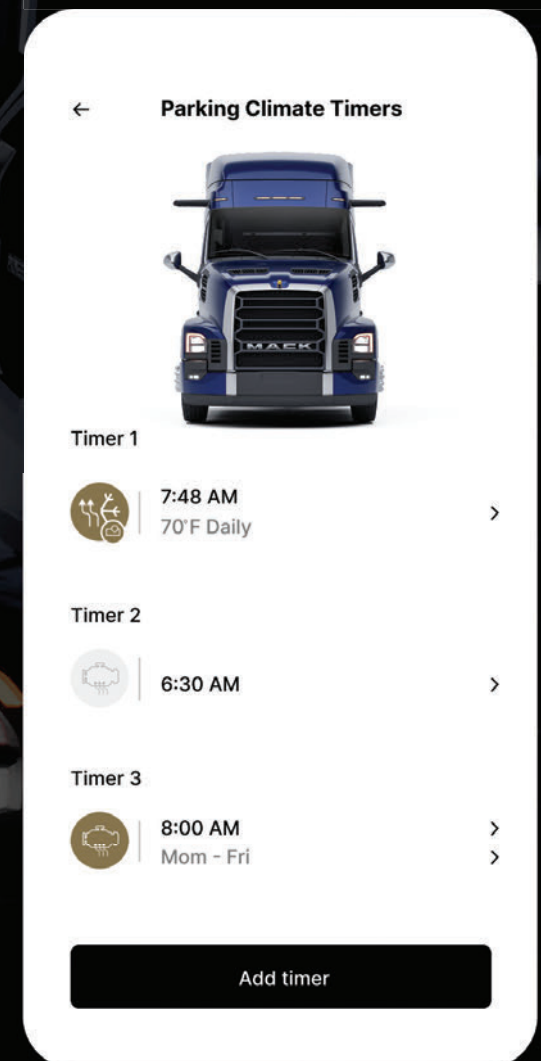 Parking Climate Timers
MACK
Timer 1
7:48 AM
70°F Daily
Timer 2
6:30 AM
Timer 3
8:00 AM
Mom - Fri
Add timer